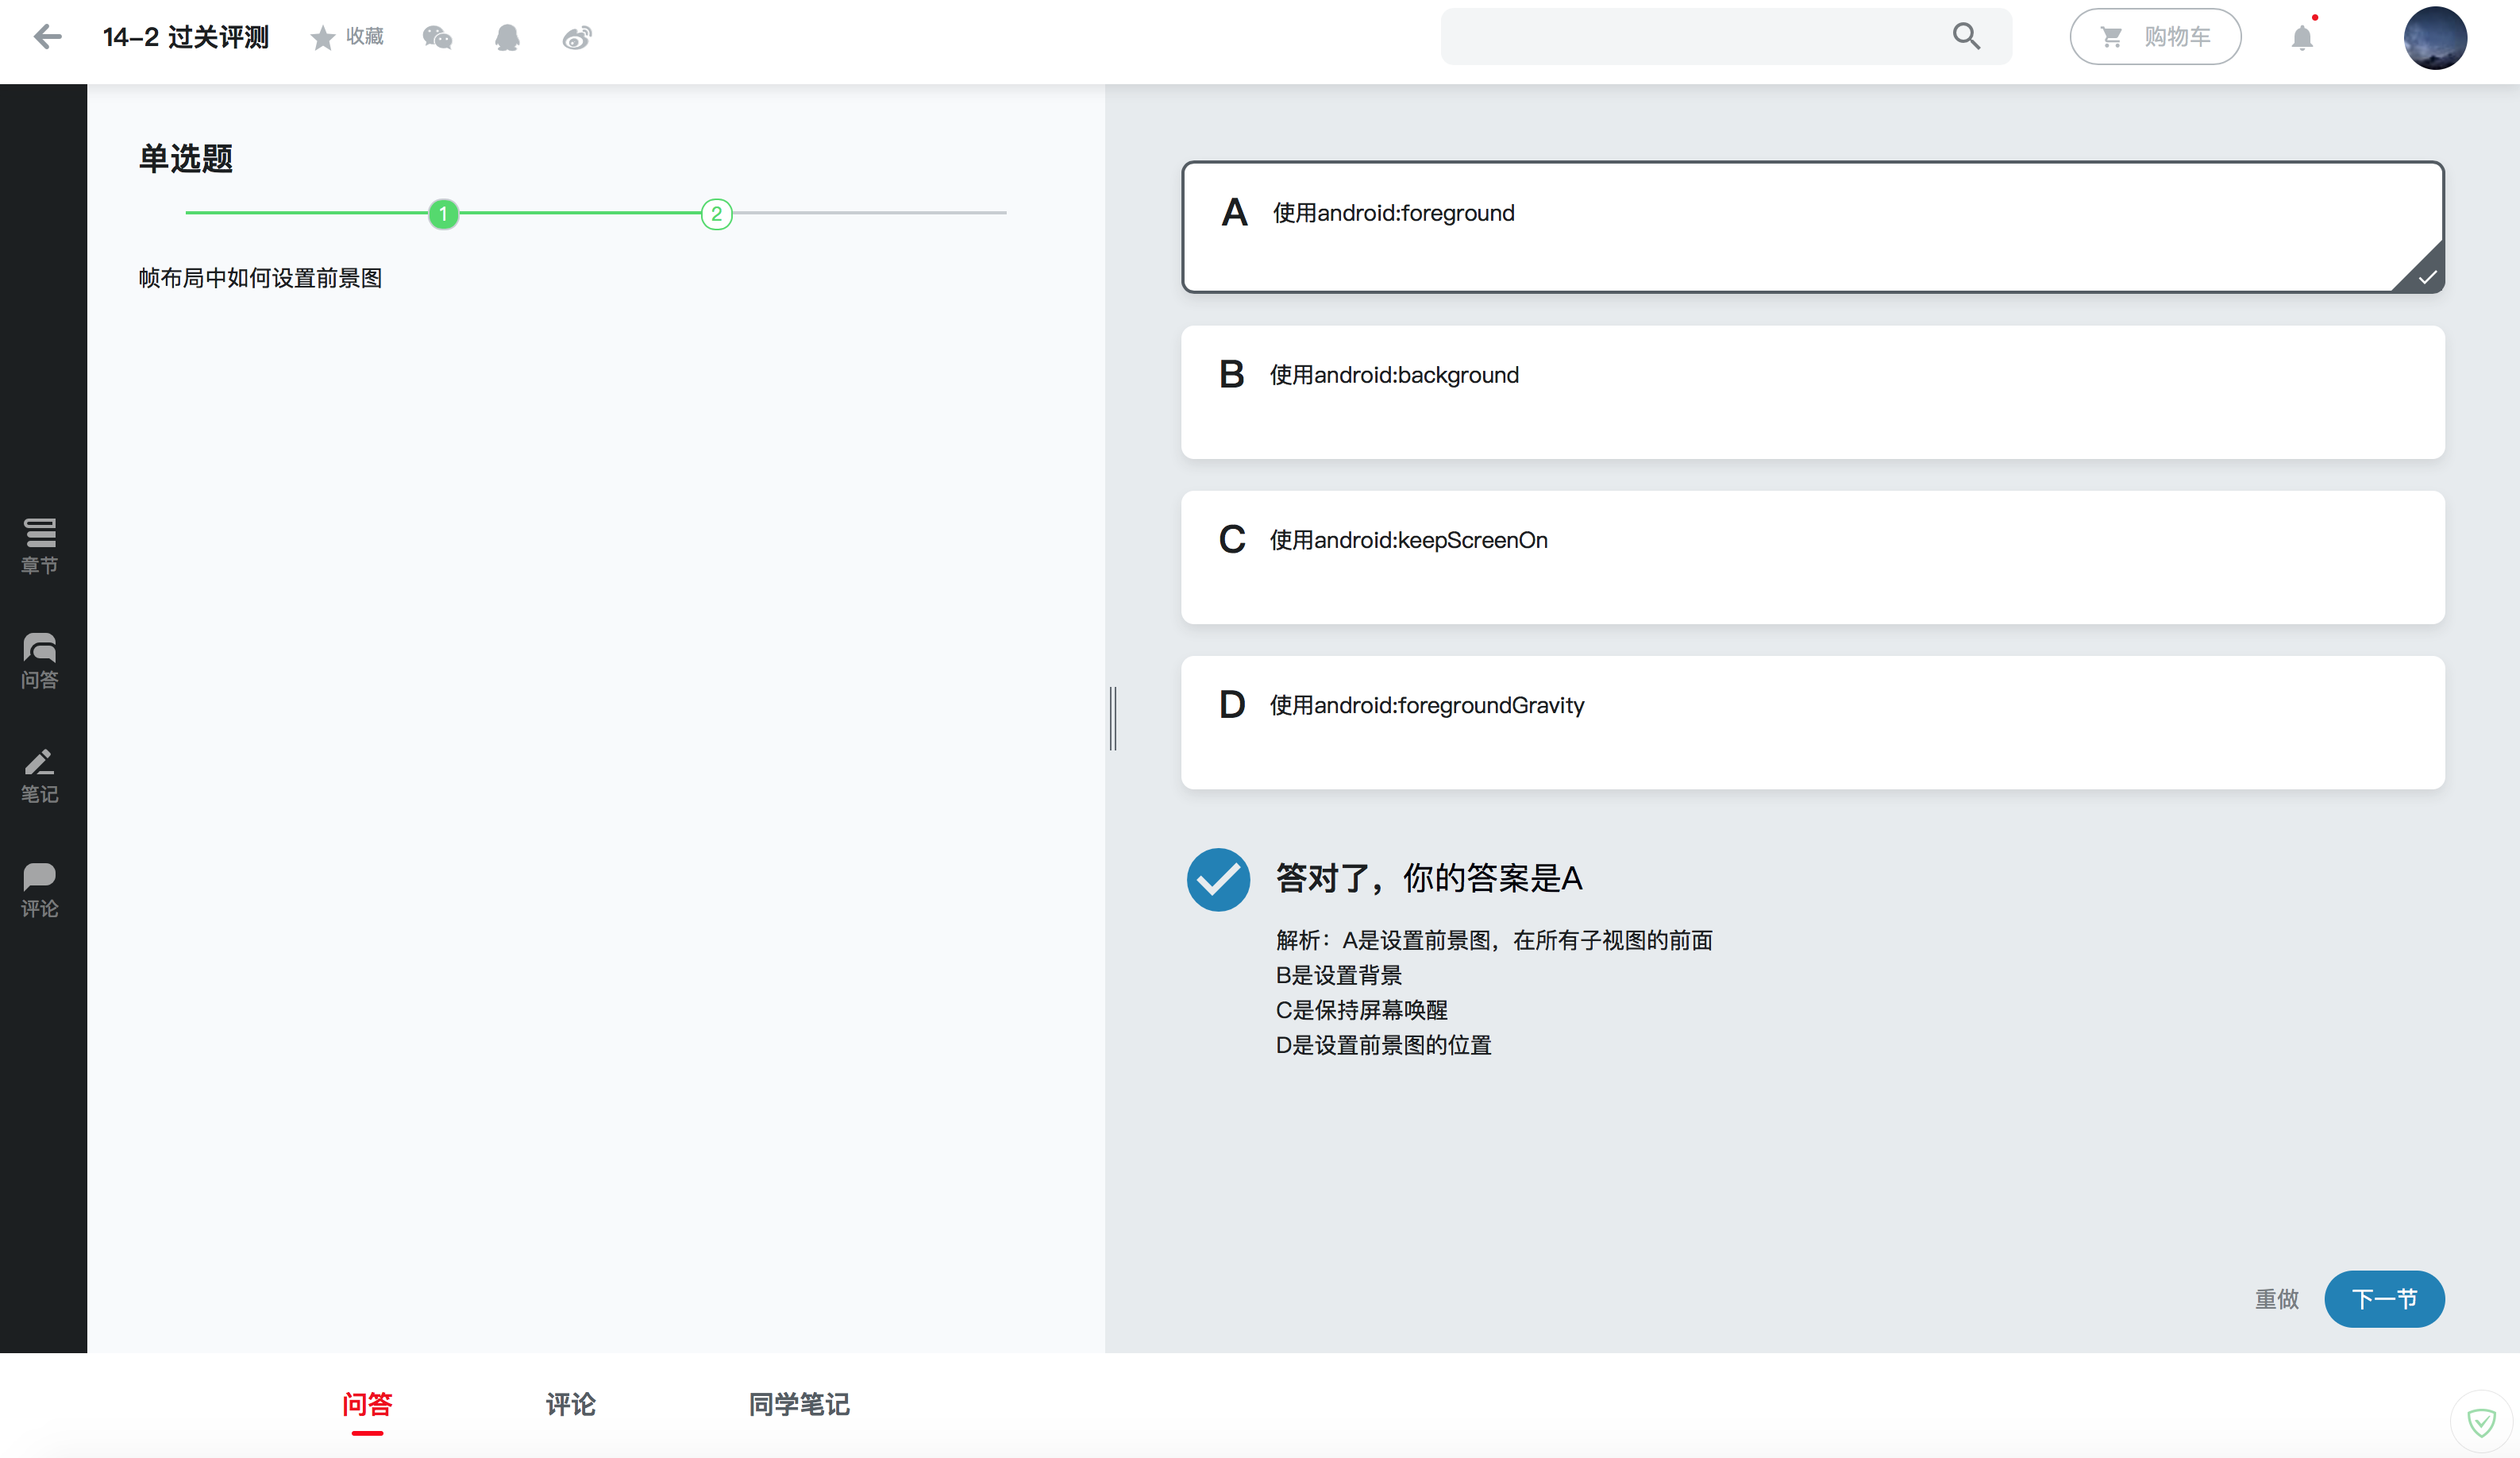 14-2 过关评测
收藏
购物车
章节
问答
笔记
评论
单选题
1
2
帧布局中如何设置前景图
A 使用android:foreground
B 使用android:background
C 使用android:keepScreenOn
D 使用android:foregroundGravity
答对了，你的答案是A
解析：A是设置前景图，在所有子视图的前面
B是设置背景
C是保持屏幕唤醒
D是设置前景图的位置
重做
下一节
问答
评论
同学笔记